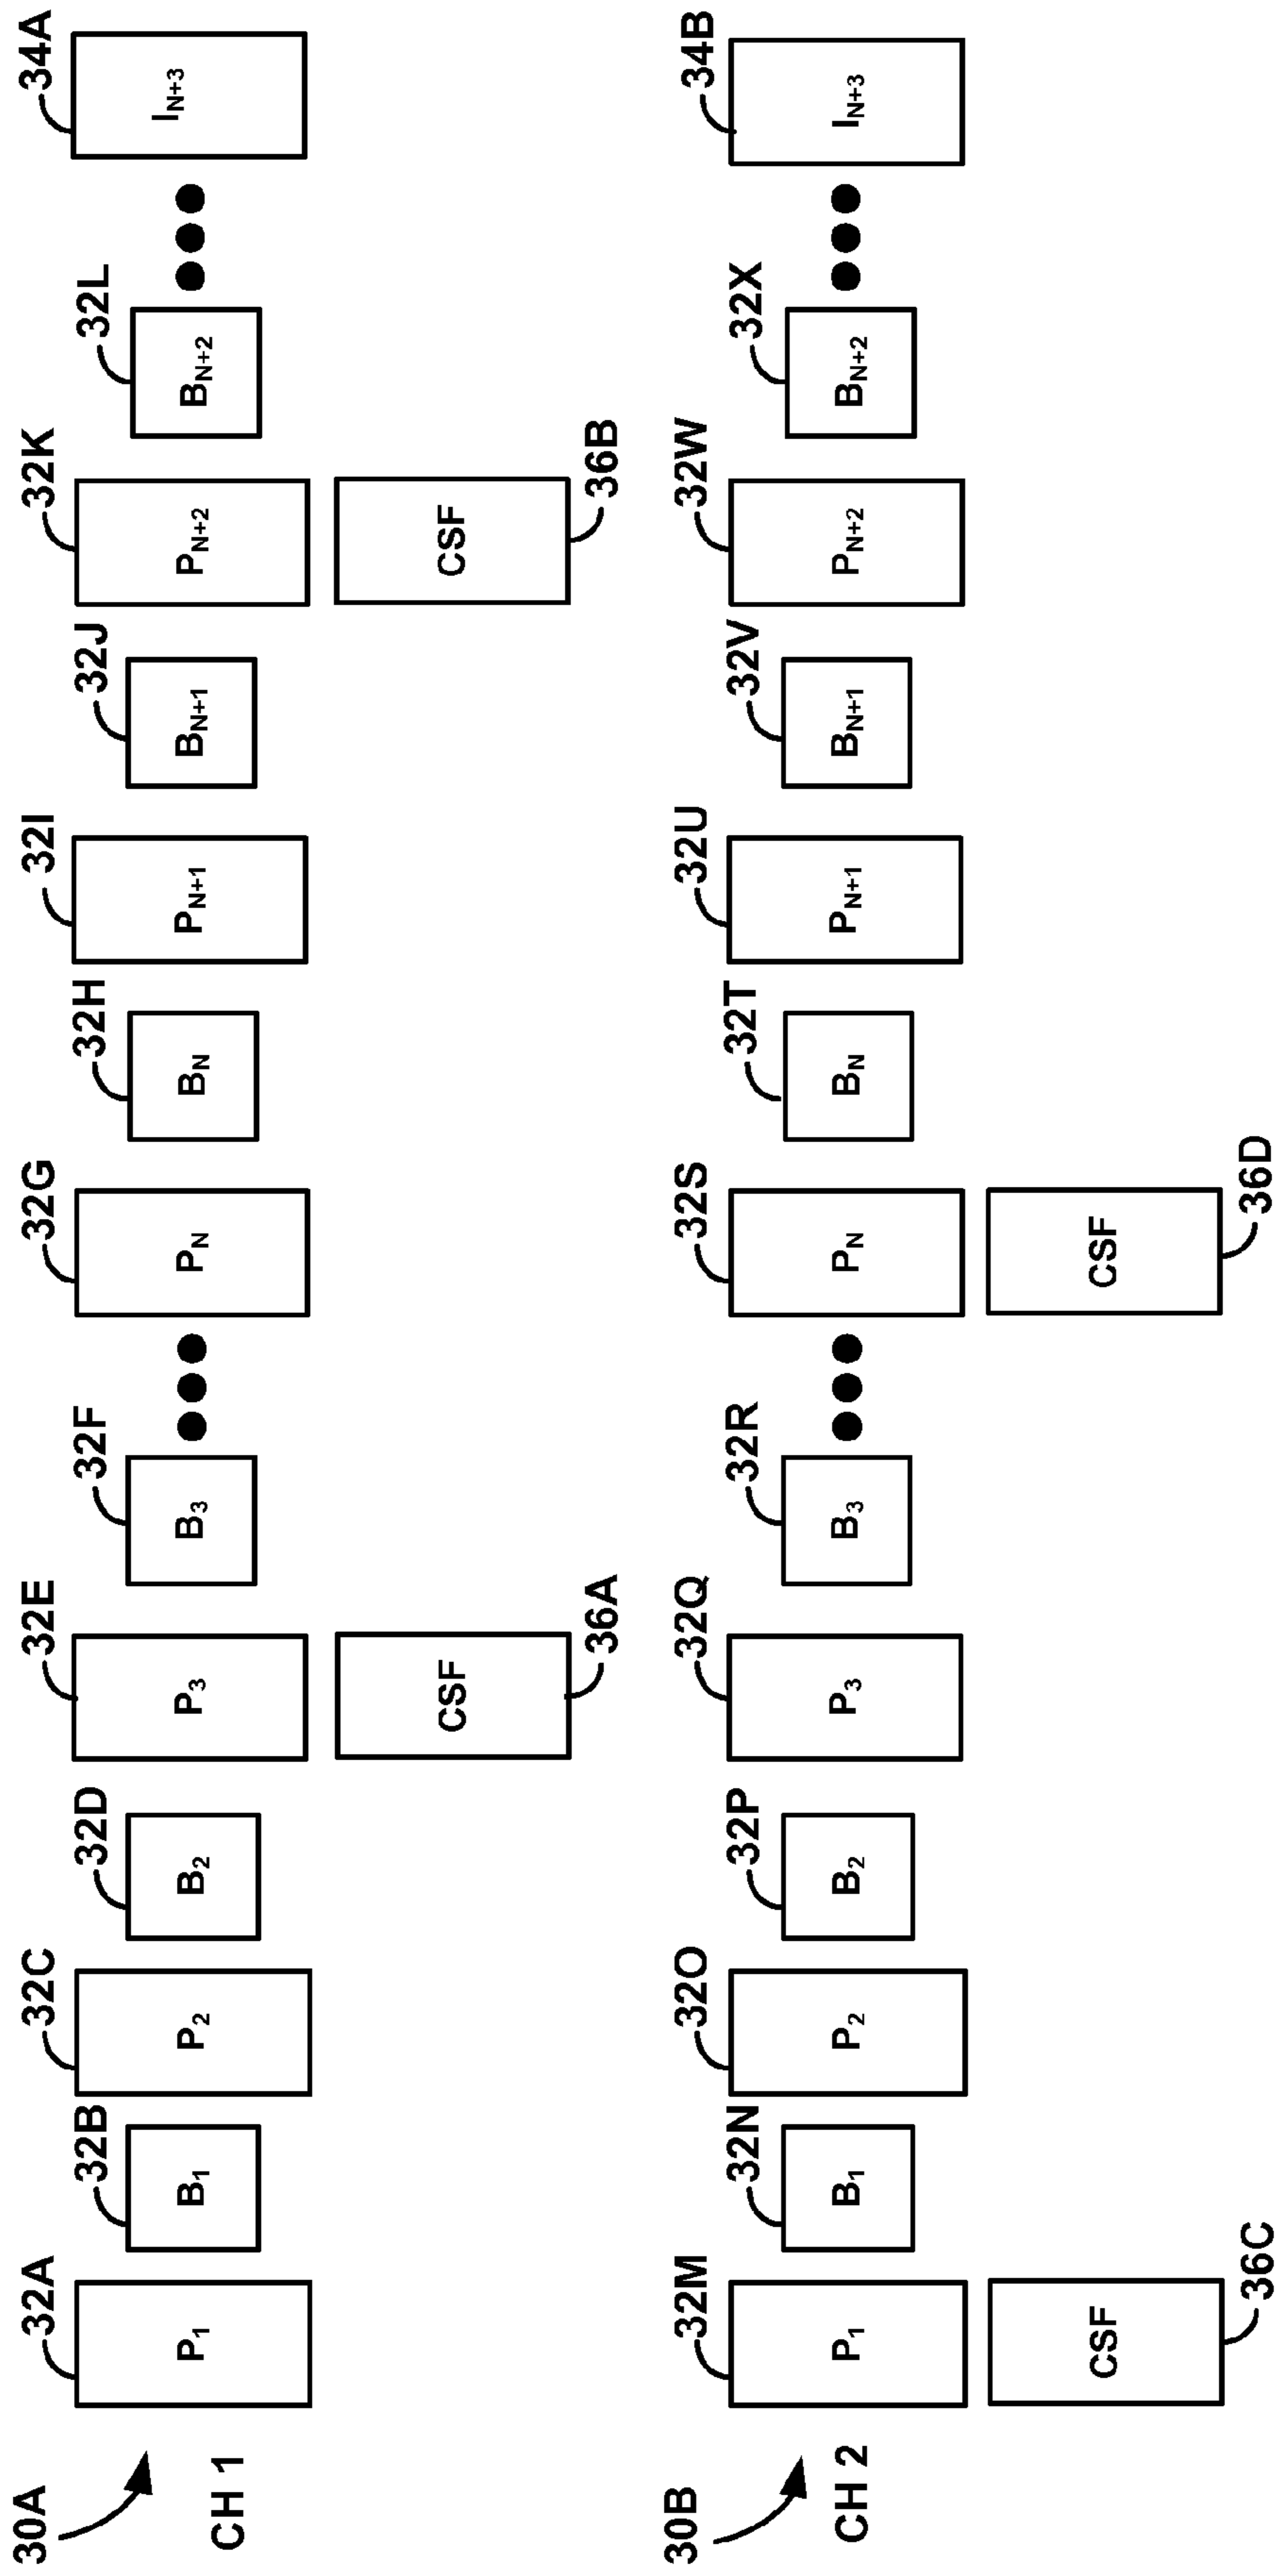 30A
CH 1
32A 32B 32C 32D 32E 32F 32G 32H 32I 32J 32K 32L 34A
P1 B1 P2 B2 P3 B3 PN BN PN+1 BN+1 PN+2 BN+2 IN+3
CSF CSF
36A 36B
30B
CH 2
32M 32N 32O 32P 32Q 32R 32S 32T 32U 32V 32W 32X 34B
P1 B1 P2 B2 P3 B3 PN BN PN+1 BN+1 PN+2 BN+2 IN+3
CSF CSF
36C 36D